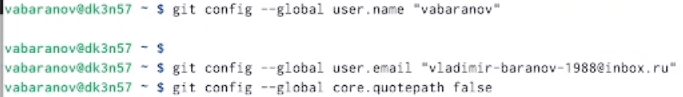 vabaranov@dk3n57 ~ $ git config --global user.name "vabaranov"
vabaranov@dk3n57 ~ $
vabaranov@dk3n57 ~ $ git config --global user.email "vladimir-baranov-1988@inbox.ru"
vabaranov@dk3n57 ~ $ git config --global core.quotepath false